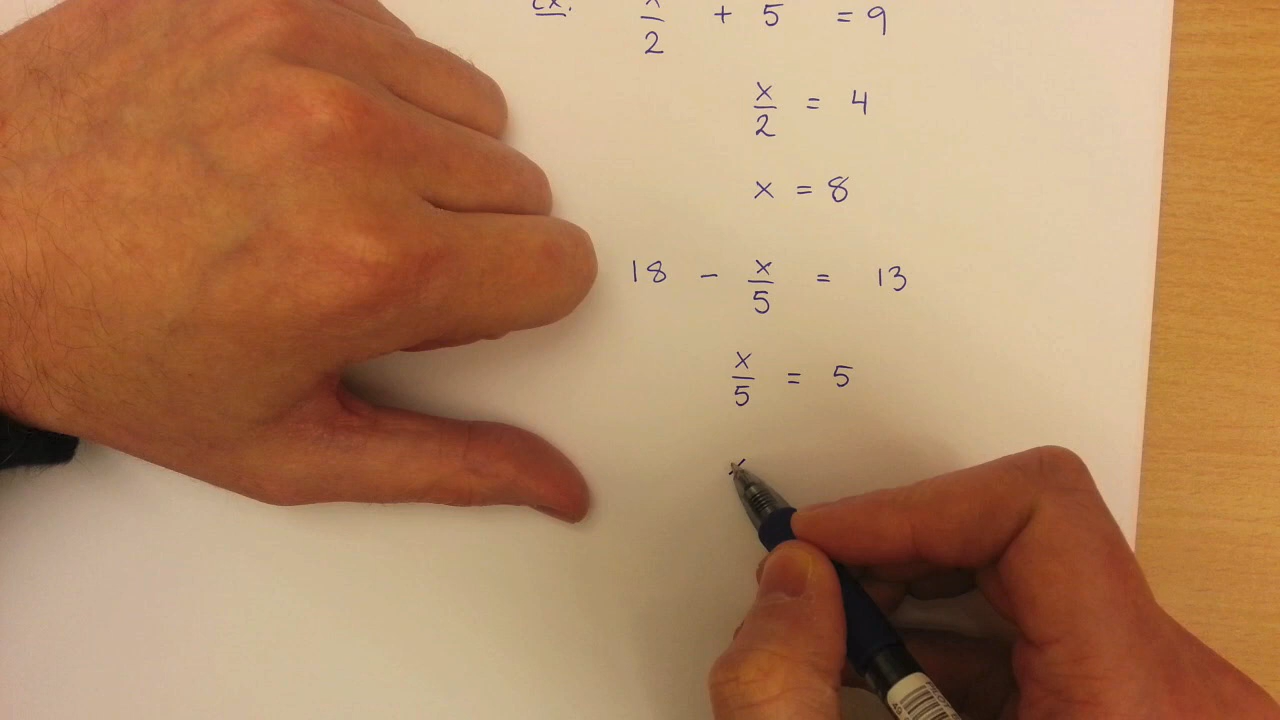 Ex: x/2 + 5 = 9
x/2 = 4
x = 8
18 - x/5 = 13
x/5 = 5
x